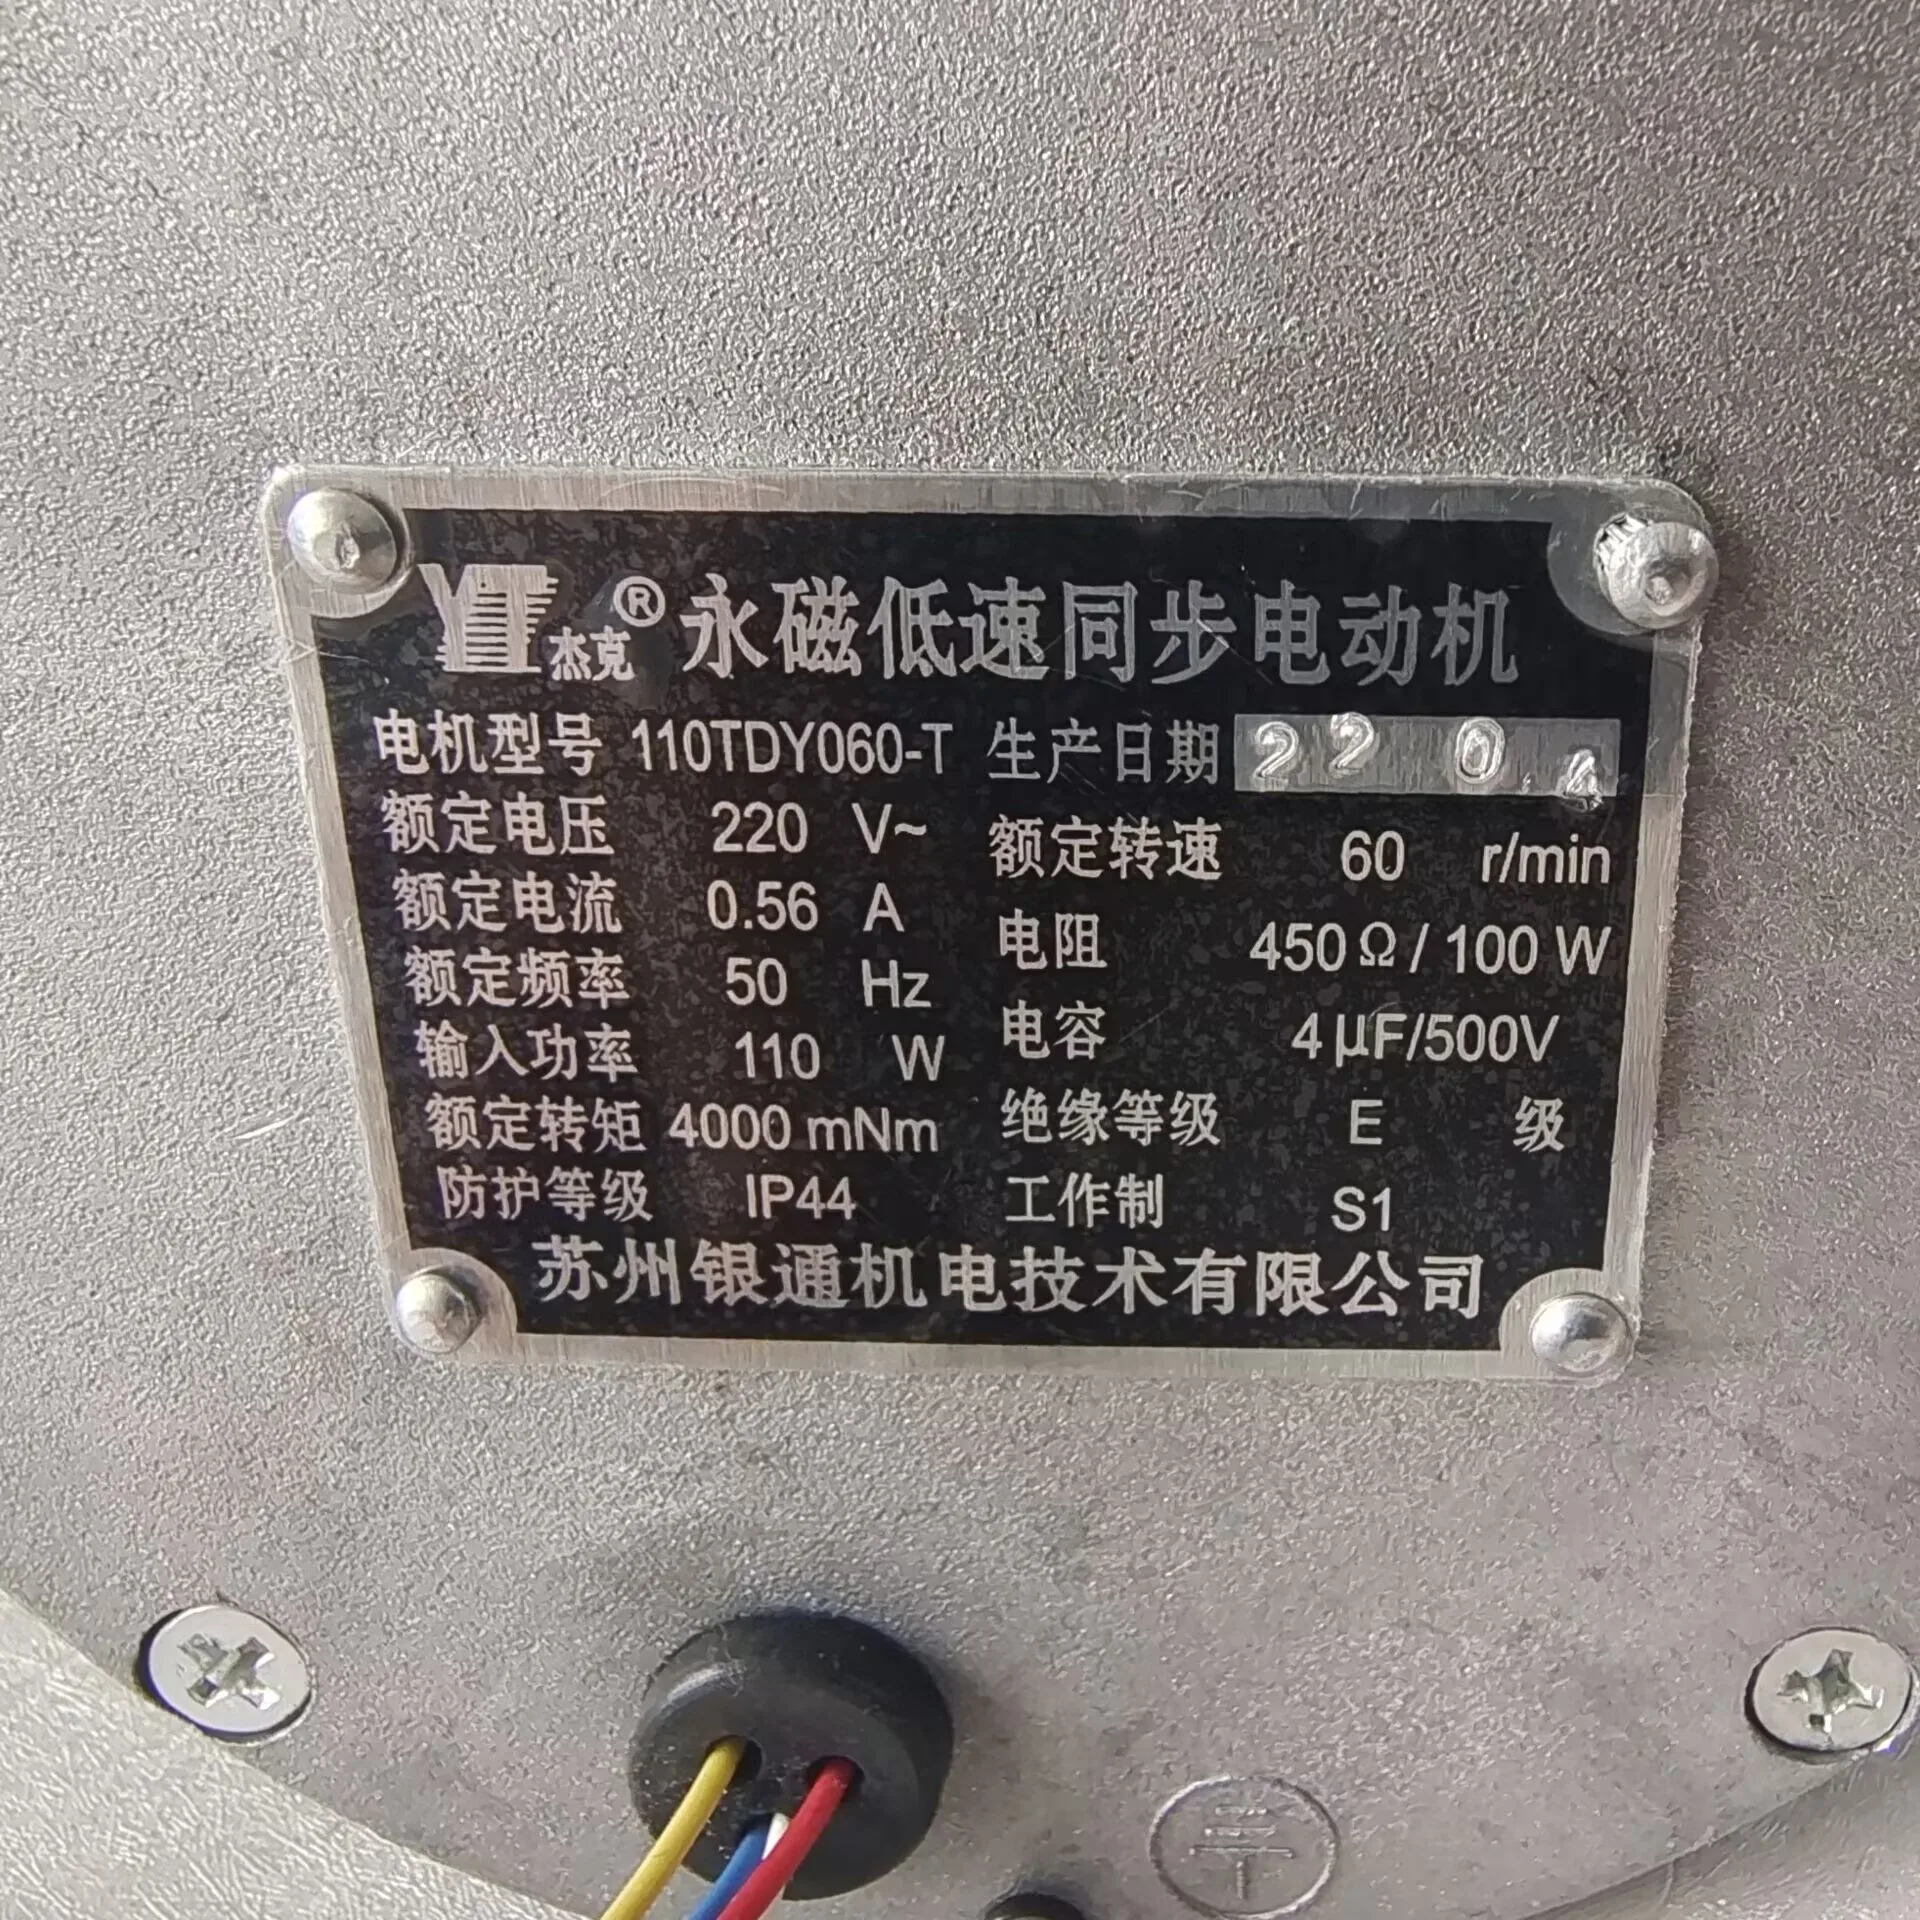 YT 杰克 ® 永磁低速同步电动机
电机型号 110TDY060-T 生产日期 22 04
额定电压 220 V~ 额定转速 60 r/min
额定电流 0.56 A 电阻 450Ω/100W
额定频率 50 Hz 电容 4μF/500V
输入功率 110 W 绝缘等级 E 级
额定转矩 4000 mNm 工作制 S1
防护等级 IP44
苏州银通机电技术有限公司